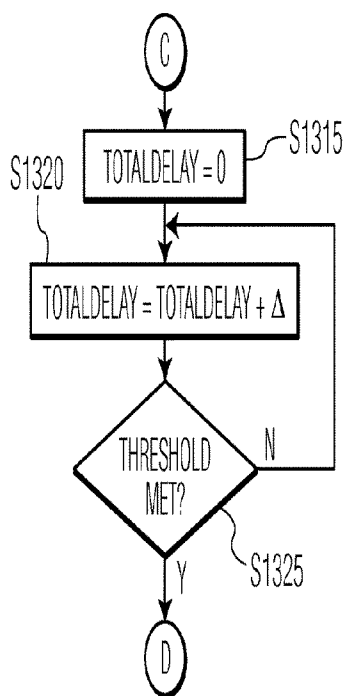 C
TOTALDELAY = 0
S1315
S1320
TOTALDELAY = TOTALDELAY + Δ
THRESHOLD
MET?
N
S1325
Y
D